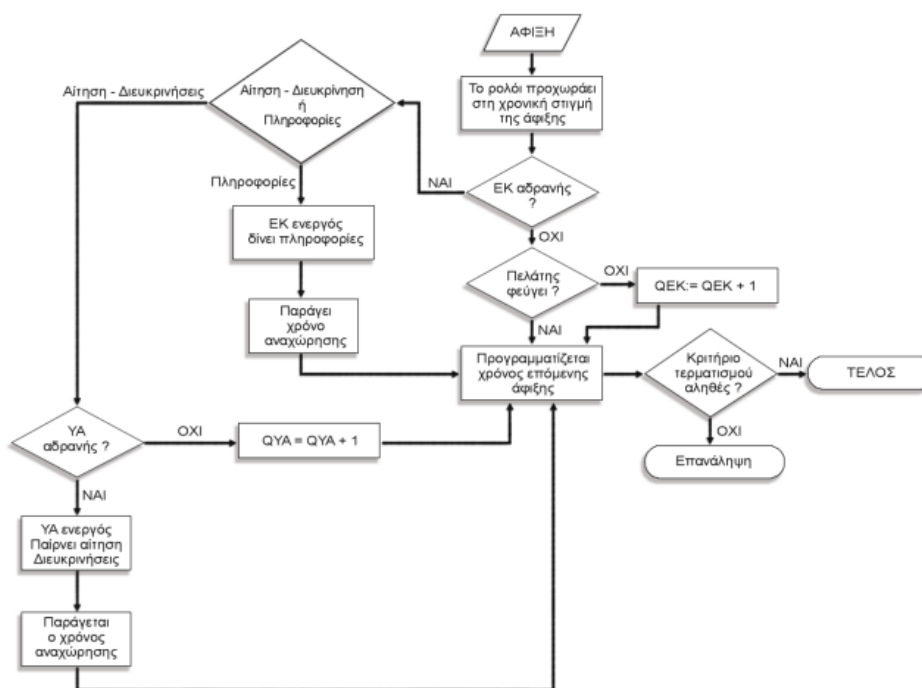 ΑΦΙΞΗ
Το ρολόι προχωράει
στη χρονική στιγμή
της άφιξης
Αίτηση - Διευκρινήσεις
Αίτηση - Διευκρίνηση
ή
Πληροφορίες
ΝΑΙ
ΕΚ αδρανής
?
Πληροφορίες
ΟΧΙ
ΕΚ ενεργός
δίνει πληροφορίες
Πελάτης
φεύγει ?
ΟΧΙ
QEK:= QEK + 1
ΝΑΙ
Παράγει
χρόνο
αναχώρησης
Προγραμματίζεται
χρόνος επόμενης
άφιξης
Κριτήριο
τερματισμού
αληθές ?
ΝΑΙ
ΤΕΛΟΣ
ΟΧΙ
Επανάληψη
ΥΑ
αδρανής ?
ΟΧΙ
QYA = QYA + 1
ΝΑΙ
ΥΑ ενεργός
Παίρνει αίτηση
Διευκρινήσεις
Παράγεται
ο χρόνος
αναχώρησης